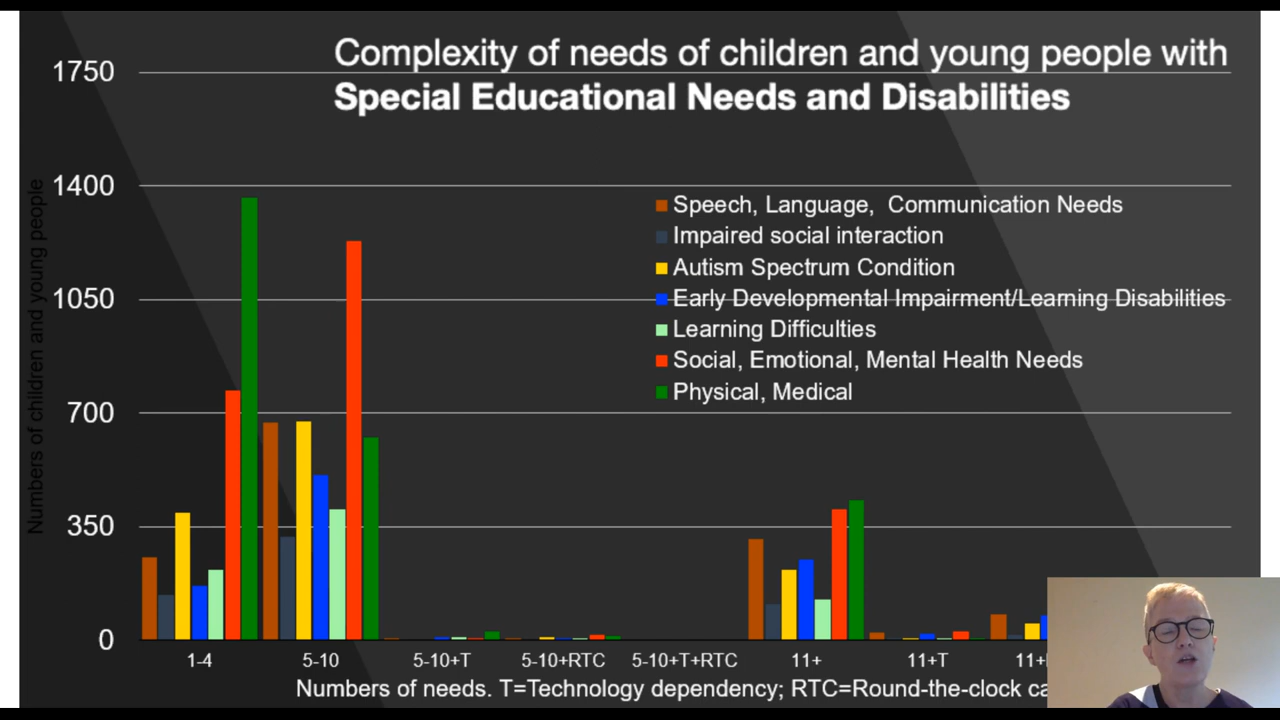 Complexity of needs of children and young people with
Special Educational Needs and Disabilities
1750
1400
1050
700
350
0
Numbers of children and young people
Speech, Language, Communication Needs
Impaired social interaction
Autism Spectrum Condition
Early Developmental Impairment/Learning Disabilities
Learning Difficulties
Social, Emotional, Mental Health Needs
Physical, Medical
1-4 5-10 5-10+T 5-10+RTC 5-10+T+RTC 11+ 11+T
Numbers of needs. T=Technology dependency; RTC=Round-the-clock